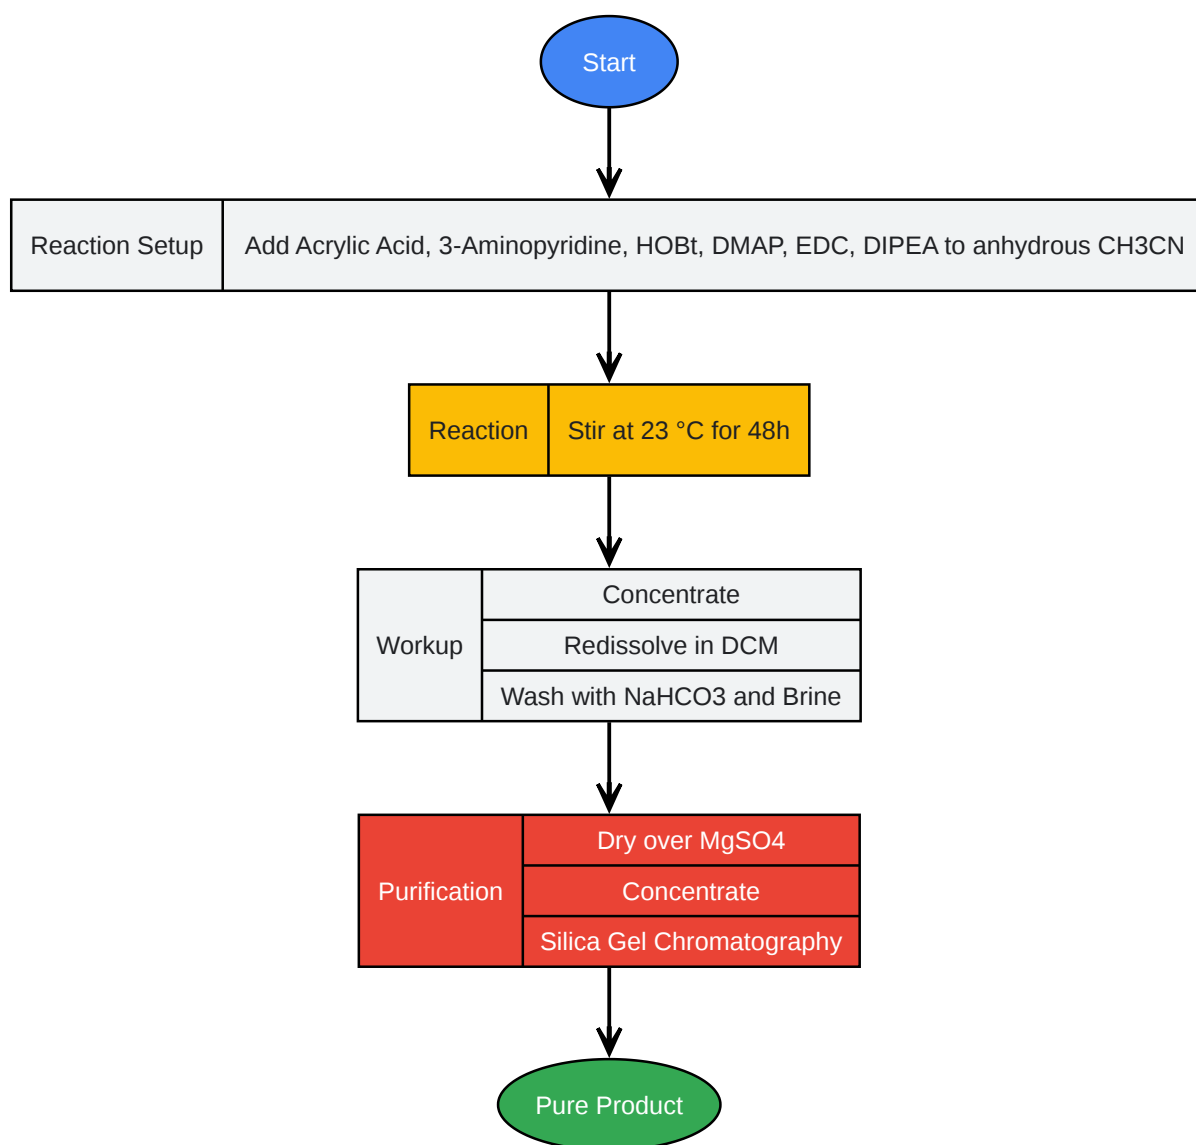 Start
Reaction Setup
Add Acrylic Acid, 3-Aminopyridine, HOBt, DMAP, EDC, DIPEA to anhydrous CH3CN
Reaction
Stir at 23 °C for 48h
Workup
Concentrate
Redissolve in DCM
Wash with NaHCO3 and Brine
Purification
Dry over MgSO4
Concentrate
Silica Gel Chromatography
Pure Product